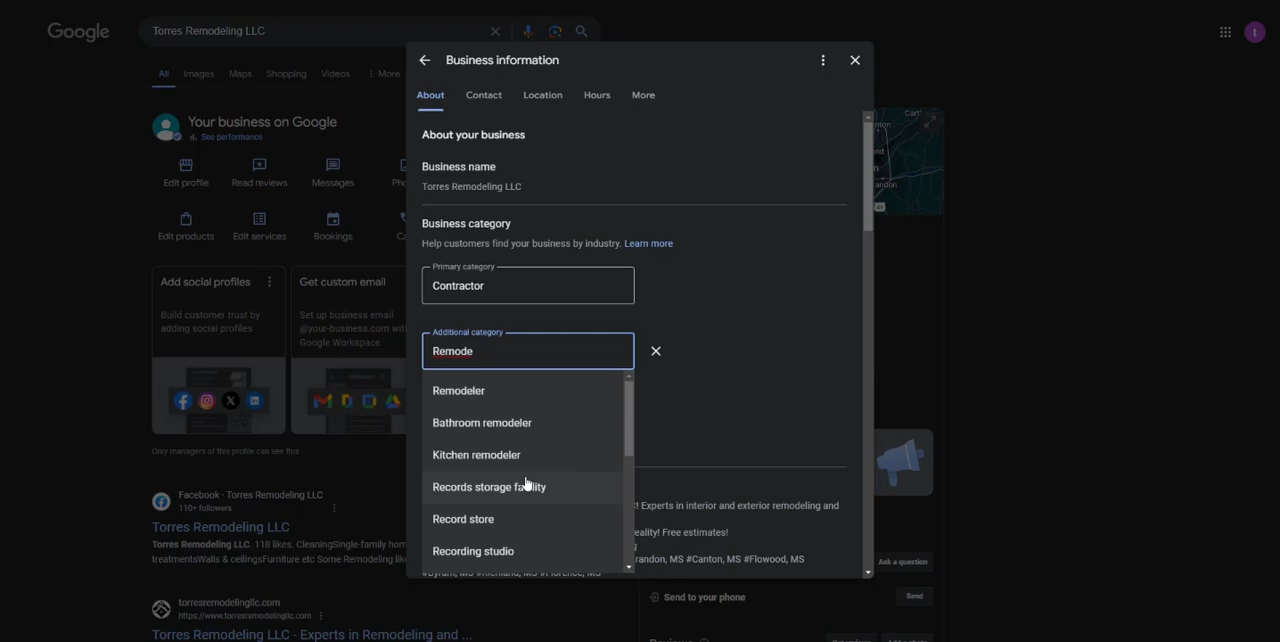 Google
Torres Remodeling LLC
All Images Maps Shopping Videos More
Your business on Google
See performance
Edit profile Read reviews Messages
Edit products Edit services Bookings
Add social profiles
Build customer trust by
adding social profiles
Get custom email
Set up business email
@your-business.com
Google Workspace
Only managers of this profile can see this
Facebook · Torres Remodeling LLC
110+ followers
Torres Remodeling LLC
Torres Remodeling LLC. 118 likes. CleaningSingle-family
treatmentsWalls & ceilingsFurniture etc Some Remodeling
torresremodelingllc.com
https://www.torresremodelingllc.com
Torres Remodeling LLC - Experts in Remodeling and ...
Business information
About Contact Location Hours More
About your business
Business name
Torres Remodeling LLC
Business category
Help customers find your business by industry. Learn more
Primary category
Contractor
Additional category
Remode
Remodeler
Bathroom remodeler
Kitchen remodeler
Records storage facility
Record store
Recording studio
! Experts in interior and exterior remodeling and
eality! Free estimates!
randon, MS #Canton, MS #Flowood, MS
Ask a question
Send to your phone
Send
t